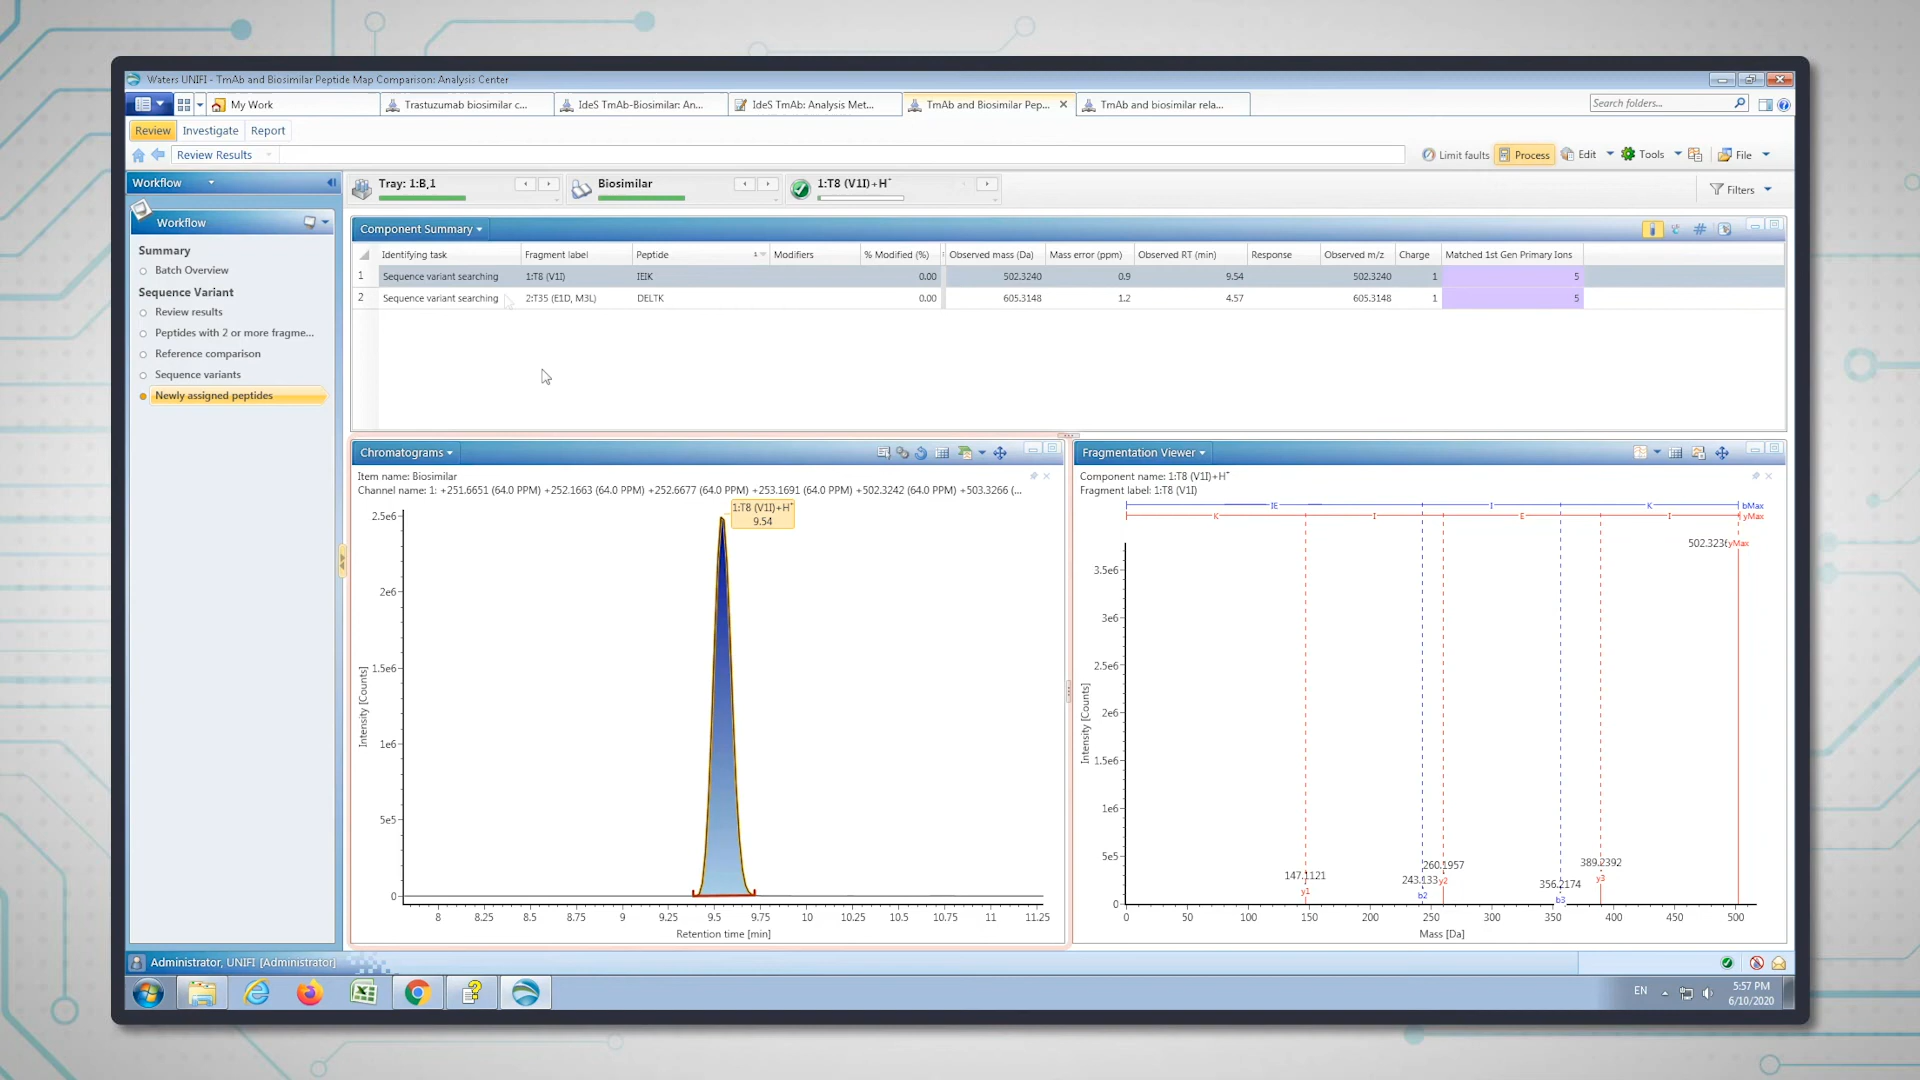 Waters UNIFI - TmAb and Biosimilar Peptide Map Comparison: Analysis Center
My Work
Trastuzumab biosimilar c...
IdeS TmAb-Biosimilar: An...
IdeS TmAb: Analysis Met...
TmAb and Biosimilar Pep...
TmAb and biosimilar rela...
Search folders...
Review Investigate Report
Review Results
Limit faults Process Edit Tools File
Workflow
Tray: 1:B,1
Biosimilar
1:T8 (V1I)+H+
Filters
Workflow
Summary
Batch Overview
Sequence Variant
Review results
Peptides with 2 or more fragme...
Reference comparison
Sequence variants
Newly assigned peptides
Component Summary
Identifying task Fragment label Peptide 1 Modifiers % Modified (%) Observed mass (Da) Mass error (ppm) Observed RT (min) Response Observed m/z Charge Matched 1st Gen Primary Ions
1 Sequence variant searching 1:T8 (V1I) IEIK 0.00 502.3240 0.9 9.54 502.3240 1 5
2 Sequence variant searching 2:T35 (E1D, M3L) DELTK 0.00 605.3148 1.2 4.57 605.3148 1 5
Chromatograms
Item name: Biosimilar
Channel name: 1: +251.6651 (64.0 PPM) +252.1663 (64.0 PPM) +252.6677 (64.0 PPM) +253.1691 (64.0 PPM) +502.3242 (64.0 PPM) +503.3266 (...
1:T8 (V1I)+H+
9.54
2.5e6
2e6
1.5e6
1e6
5e5
0
Intensity [Counts]
8 8.25 8.5 8.75 9 9.25 9.5 9.75 10 10.25 10.5 10.75 11 11.25
Retention time [min]
Fragmentation Viewer
Component name: 1:T8 (V1I)+H+
Fragment label: 1:T8 (V1I)
IE I K bMax
K I E I yMax
502.323 yMax
3.5e6
3e6
2.5e6
2e6
1.5e6
1e6
5e5
0
Intensity [Counts]
147.1121
y1
243.133
b2
260.1957
y2
356.2174
b3
389.2392
y3
0 50 100 150 200 250 300 350 400 450 500
Mass [Da]
Administrator, UNIFI [Administrator]
EN
5:57 PM
6/10/2020